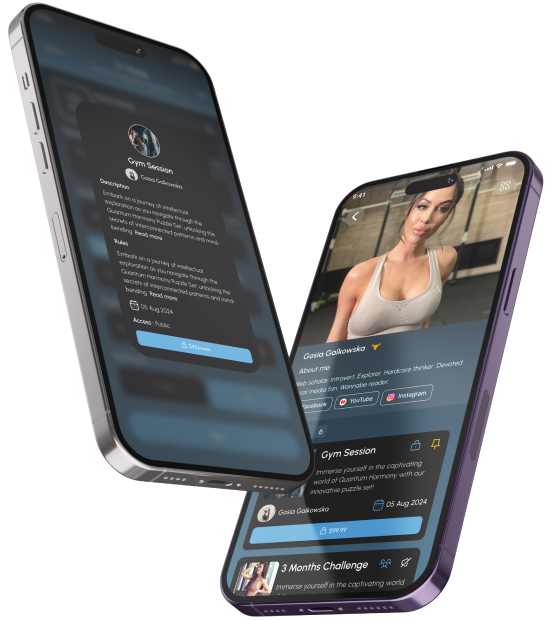 Gym Session
Gosia Galkowska
Description
Embark on a journey of intellectual
exploration as you navigate through the
Quantum Harmony Puzzle Set, unlocking the
secrets of interconnected patterns and mind-
bending. Read more
Rules
Embark on a journey of intellectual
exploration as you navigate through the
Quantum Harmony Puzzle Set, unlocking the
secrets of interconnected patterns and mind-
bending. Read more
05 Aug 2024
Access : Public
9:41
Gosia Galkowska
About me
Web scholar. Introvert. Explorer. Hardcore thinker. Devoted
social media fan. Wannabe reader.
Facebook
YouTube
Instagram
6
Gym Session
Immerse yourself in the captivating
world of Quantum Harmony with our
innovative puzzle set!
Gosia Galkowska
05 Aug 2024
$99.99
3 Months Challenge
Immerse yourself in the captivating world